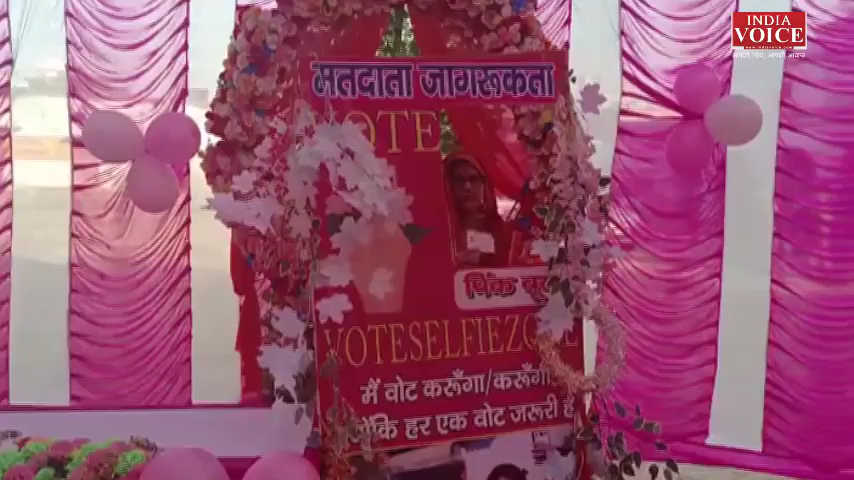 INDIA
VOICE
मतदाता जागरूकता
VOTE
पिंक
VOTESELFIEZONE
मैं वोट करूँगा/करूँगी
हर एक वोट जरूरी है